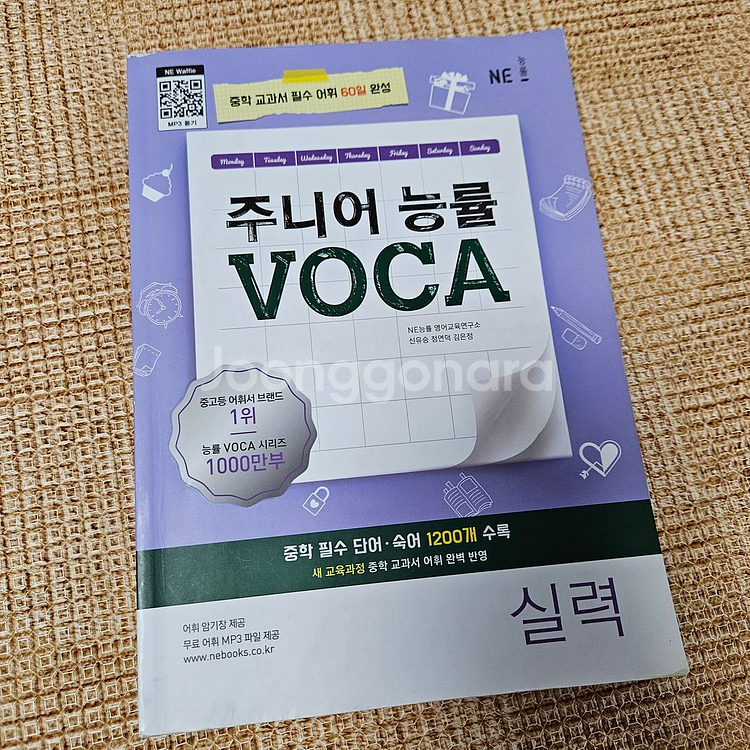 NE Waffle
MP3 듣기
중학 교과서 필수 어휘 60일 완성
NE 능률
Monday Tuesday Wednesday Thursday Friday Saturday Sunday
주니어 능률
VOCA
NE능률 영어교육연구소
신유승 정연덕 김은정
Joonggonara
중고등 어휘서 브랜드
1위
능률 VOCA 시리즈
1000만부
중학 필수 단어·숙어 1200개 수록
새 교육과정 중학 교과서 어휘 완벽 반영
실력
어휘 암기장 제공
무료 어휘 MP3 파일 제공
www.nebooks.co.kr